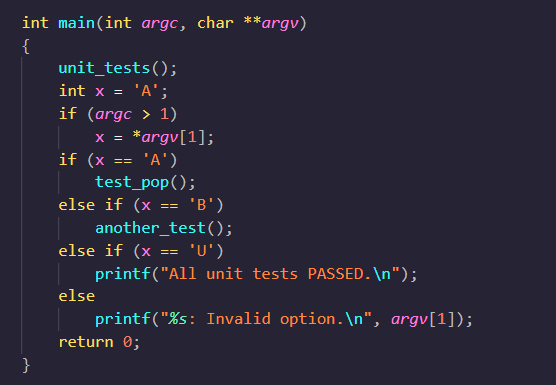 int main(int argc, char **argv)
{
    unit_tests();
    int x = 'A';
    if (argc > 1)
        x = *argv[1];
    if (x == 'A')
        test_pop();
    else if (x == 'B')
        another_test();
    else if (x == 'U')
        printf("All unit tests PASSED.\n");
    else
        printf("%s: Invalid option.\n", argv[1]);
    return 0;
}